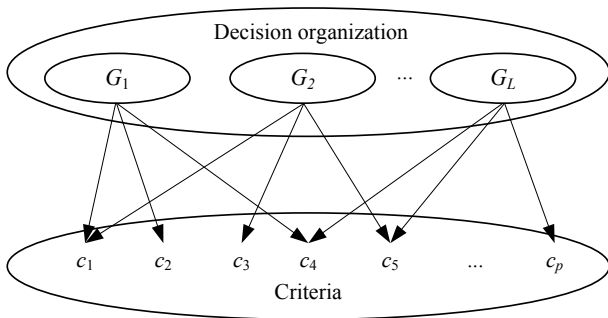 Decision organization
G1 G2 ... GL
c1 c2 c3 c4 c5 ... cp
Criteria